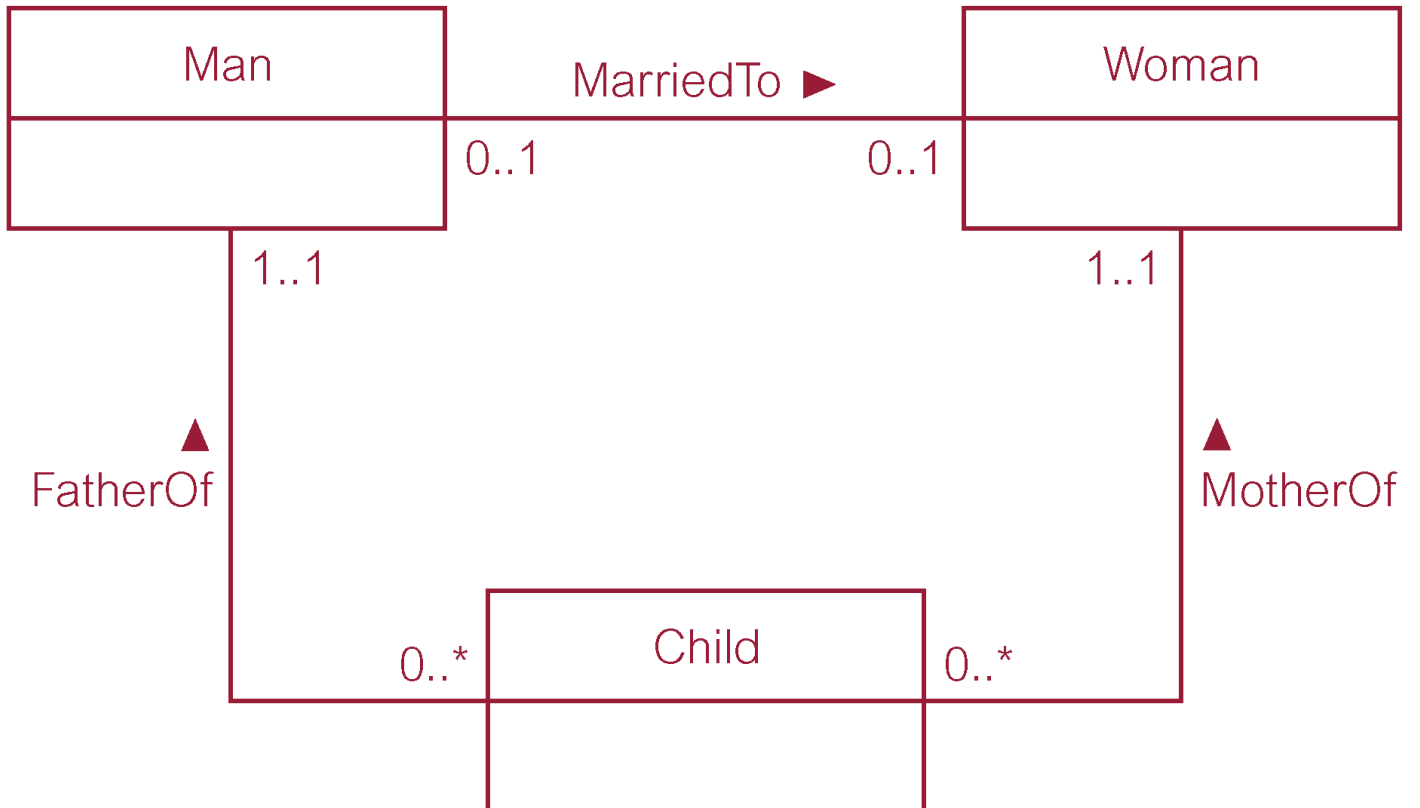 Man
MarriedTo ►
Woman
0..1
0..1
1..1
1..1
▲
FatherOf
▲
MotherOf
0..*
Child
0..*